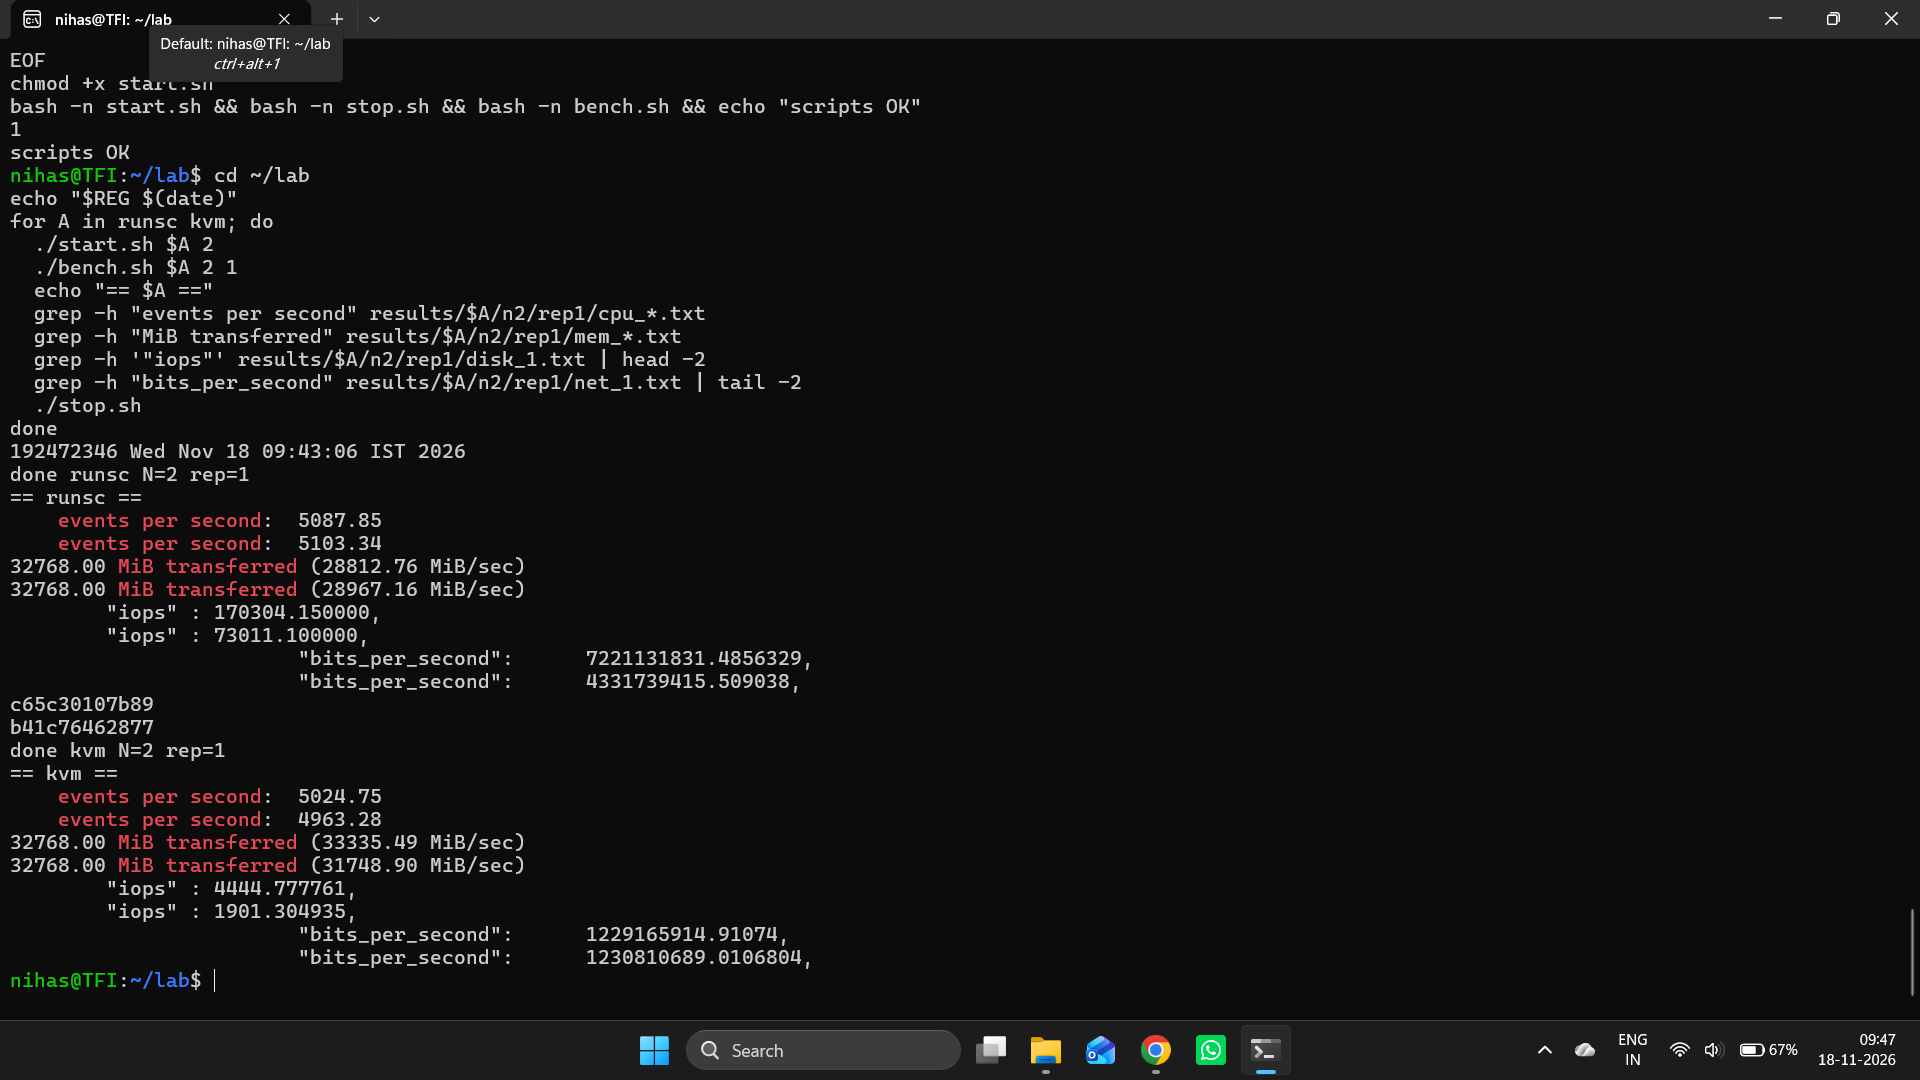 nihas@TFI: ~/lab
Default: nihas@TFI: ~/lab
ctrl+alt+1
EOF
chmod +x start.sh
bash -n start.sh && bash -n stop.sh && bash -n bench.sh && echo "scripts OK"
1
scripts OK
nihas@TFI:~/lab$ cd ~/lab
echo "$REG $(date)"
for A in runsc kvm; do
  ./start.sh $A 2
  ./bench.sh $A 2 1
  echo "== $A =="
  grep -h "events per second" results/$A/n2/rep1/cpu_*.txt
  grep -h "MiB transferred" results/$A/n2/rep1/mem_*.txt
  grep -h '"iops"' results/$A/n2/rep1/disk_1.txt | head -2
  grep -h "bits_per_second" results/$A/n2/rep1/net_1.txt | tail -2
  ./stop.sh
done
192472346 Wed Nov 18 09:43:06 IST 2026
done runsc N=2 rep=1
== runsc ==
    events per second:  5087.85
    events per second:  5103.34
32768.00 MiB transferred (28812.76 MiB/sec)
32768.00 MiB transferred (28967.16 MiB/sec)
        "iops" : 170304.150000,
        "iops" : 73011.100000,
                        "bits_per_second":      7221131831.4856329,
                        "bits_per_second":      4331739415.509038,
c65c30107b89
b41c76462877
done kvm N=2 rep=1
== kvm ==
    events per second:  5024.75
    events per second:  4963.28
32768.00 MiB transferred (33335.49 MiB/sec)
32768.00 MiB transferred (31748.90 MiB/sec)
        "iops" : 4444.777761,
        "iops" : 1901.304935,
                        "bits_per_second":      1229165914.91074,
                        "bits_per_second":      1230810689.0106804,
nihas@TFI:~/lab$
Search
ENG
IN
67%
09:47
18-11-2026